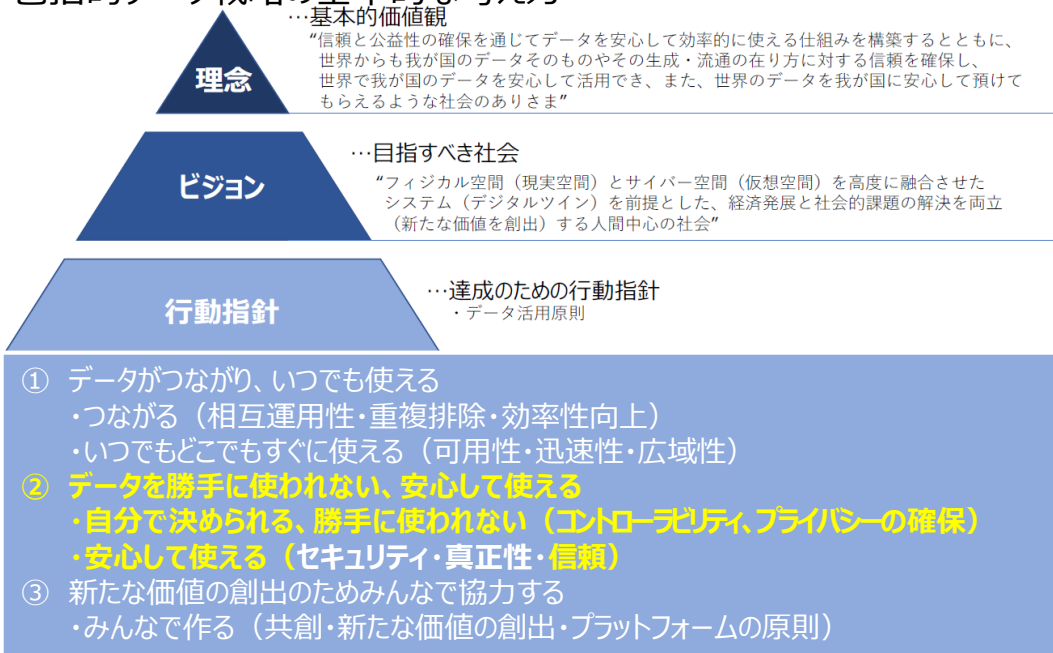 包括的データ戦略の基本的な考え方
…基本的価値観
“信頼と公益性の確保を通じてデータを安心して効率的に使える仕組みを構築するとともに、
世界からも我が国のデータそのものやその生成・流通の在り方に対する信頼を確保し、
世界で我が国のデータを安心して活用でき、また、世界のデータを我が国に安心して預けて
もらえるような社会のありさま”
理念
…目指すべき社会
“フィジカル空間（現実空間）とサイバー空間（仮想空間）を高度に融合させた
システム（デジタルツイン）を前提とした、経済発展と社会的課題の解決を両立
（新たな価値を創出）する人間中心の社会”
ビジョン
…達成のための行動指針
・データ活用原則
行動指針
① データがつながり、いつでも使える
・つながる（相互運用性・重複排除・効率性向上）
・いつでもどこでもすぐに使える（可用性・迅速性・広域性）
② データを勝手に使われない、安心して使える
・自分で決められる、勝手に使われない（コントローラビリティ、プライバシーの確保）
・安心して使える（セキュリティ・真正性・信頼）
③ 新たな価値の創出のためみんなで協力する
・みんなで作る（共創・新たな価値の創出・プラットフォームの原則）